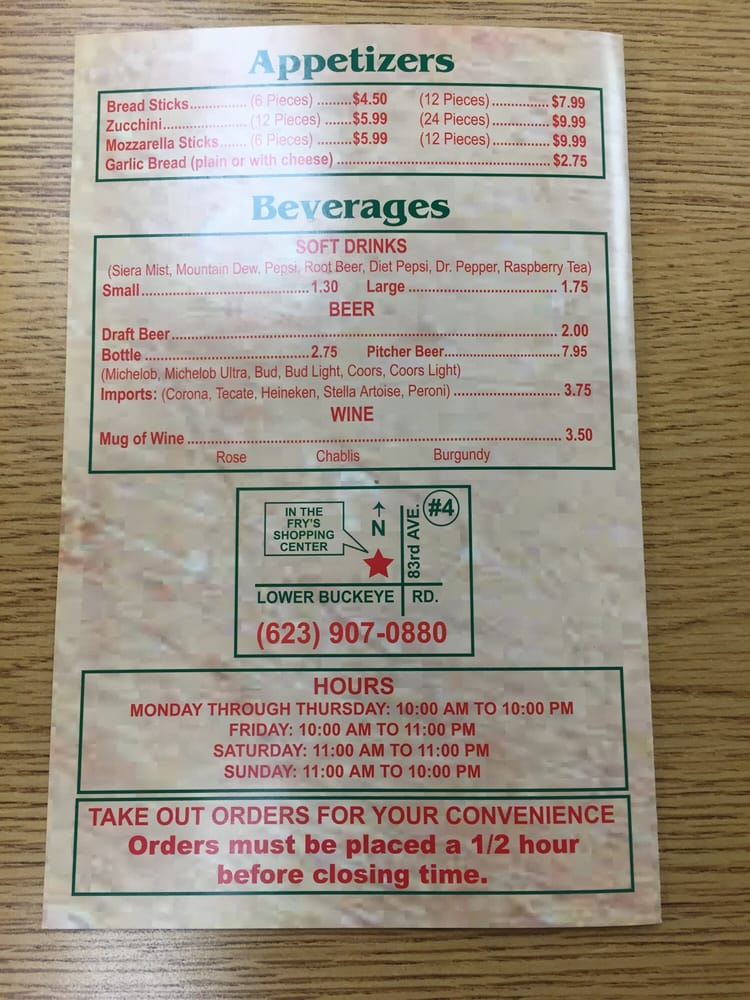 Appetizers
Bread Sticks.............. (6 Pieces) .........$4.50 (12 Pieces)............... $7.99
Zucchini..................... (12 Pieces) .......$5.99 (24 Pieces)............... $9.99
Mozzarella Sticks....... (6 Pieces) .........$5.99 (12 Pieces)............... $9.99
Garlic Bread (plain or with cheese) ....................................................... $2.75
Beverages
SOFT DRINKS
(Siera Mist, Mountain Dew, Pepsi, Root Beer, Diet Pepsi, Dr. Pepper, Raspberry Tea)
Small..........................................1.30 Large ..................................... 1.75
BEER
Draft Beer.................................................................................................. 2.00
Bottle .........................................2.75 Pitcher Beer............................. 7.95
(Michelob, Michelob Ultra, Bud, Bud Light, Coors, Coors Light)
Imports: (Corona, Tecate, Heineken, Stella Artoise, Peroni) ........................... 3.75
WINE
Mug of Wine ............................................................................................... 3.50
Rose Chablis Burgundy
IN THE
FRY'S
SHOPPING
CENTER
N
83rd AVE.
#4
LOWER BUCKEYE RD.
(623) 907-0880
HOURS
MONDAY THROUGH THURSDAY: 10:00 AM TO 10:00 PM
FRIDAY: 10:00 AM TO 11:00 PM
SATURDAY: 11:00 AM TO 11:00 PM
SUNDAY: 11:00 AM TO 10:00 PM
TAKE OUT ORDERS FOR YOUR CONVENIENCE
Orders must be placed a 1/2 hour
before closing time.